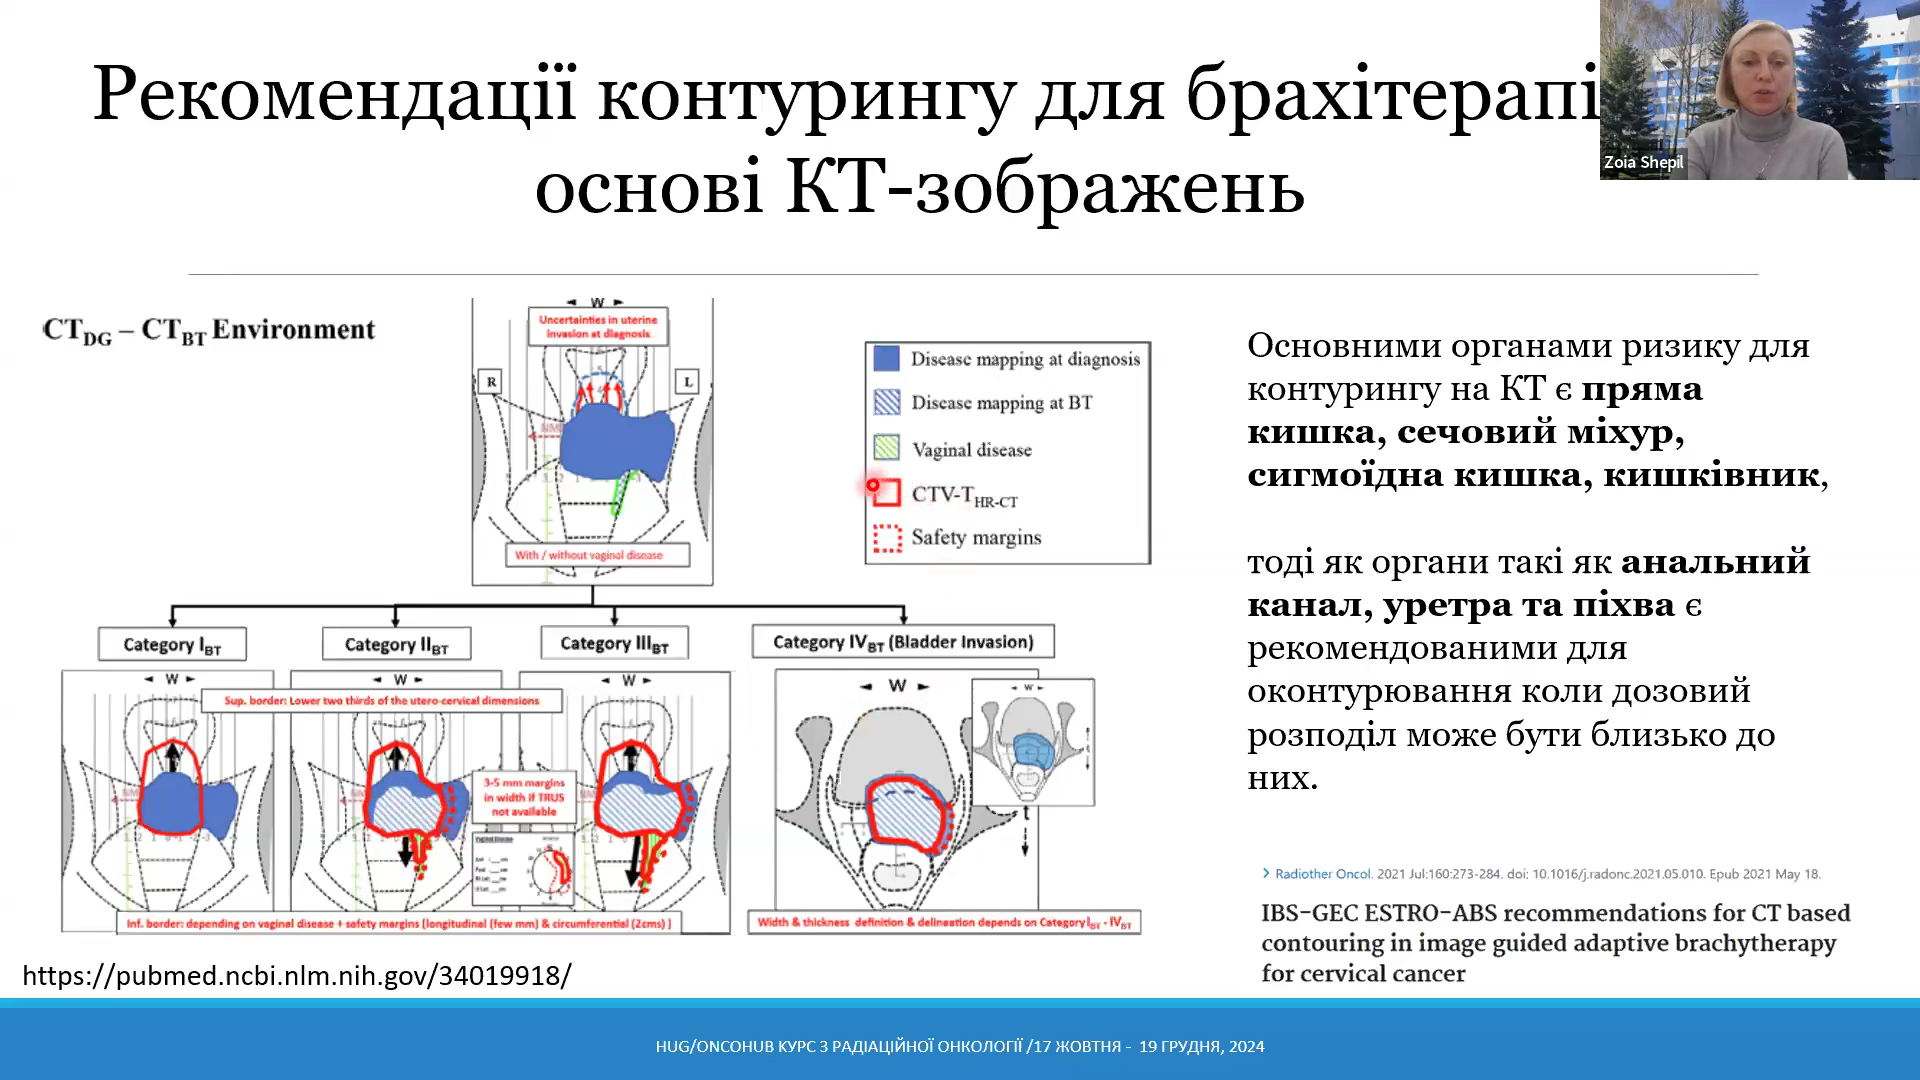 Рекомендації контурингу для брахітерапі
основі КТ-зображень
Zoia Shepil
CT_DG – CT_BT Environment
W
Uncertainties in uterine
invasion at diagnosis
R
L
With / without vaginal disease
Disease mapping at diagnosis
Disease mapping at BT
Vaginal disease
CTV-T_HR-CT
Safety margins
Category I_BT
Category II_BT
Category III_BT
Category IV_BT (Bladder Invasion)
W
W
W
W
W
Sup. border: Lower two thirds of the utero-cervical dimensions
3-5 mm margins
in width if TRUS
not available
Vaginal Disease
t
Inf. border: depending on vaginal disease + safety margins [longitudinal (few mm) & circumferential (2cms) ]
Width & thickness definition & delineation depends on Category I_BT - IV_BT
Основними органами ризику для
контурингу на КТ є пряма
кишка, сечовий міхур,
сигмоїдна кишка, кишківник,
тоді як органи такі як анальний
канал, уретра та піхва є
рекомендованими для
оконтурювання коли дозовий
розподіл може бути близько до
них.
> Radiother Oncol. 2021 Jul:160:273-284. doi: 10.1016/j.radonc.2021.05.010. Epub 2021 May 18.
IBS-GEC ESTRO-ABS recommendations for CT based
contouring in image guided adaptive brachytherapy
for cervical cancer
https://pubmed.ncbi.nlm.nih.gov/34019918/
HUG/ONCOHUB КУРС З РАДІАЦІЙНОЇ ОНКОЛОГІЇ /17 ЖОВТНЯ - 19 ГРУДНЯ, 2024